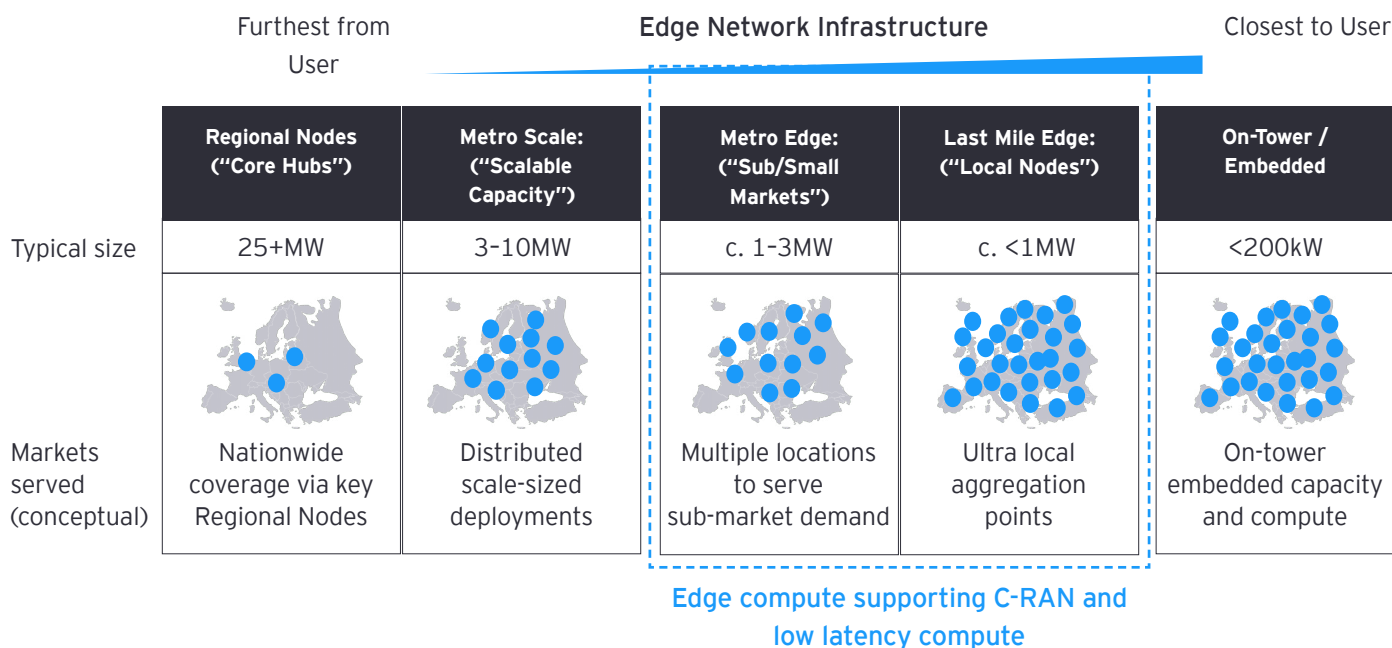 Furthest from
User
Edge Network Infrastructure
Closest to User
Regional Nodes
(“Core Hubs”)
Metro Scale:
(“Scalable
Capacity”)
Metro Edge:
(“Sub/Small
Markets”)
Last Mile Edge:
(“Local Nodes”)
On-Tower /
Embedded
Typical size
25+MW
3–10MW
c. 1–3MW
c. <1MW
<200kW
Markets
served
(conceptual)
Nationwide
coverage via key
Regional Nodes
Distributed
scale-sized
deployments
Multiple locations
to serve
sub-market demand
Ultra local
aggregation
points
On-tower
embedded capacity
and compute
Edge compute supporting C-RAN and
low latency compute